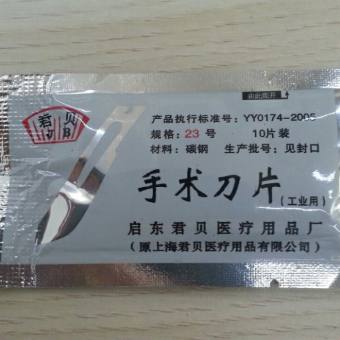 由此撕开
君贝
产品执行标准号：YY0174-2005
规格：23 号 10片装
材料：碳钢 生产批号：见封口
手术刀片（工业用）
启东君贝医疗用品厂
（原上海君贝医疗用品有限公司）